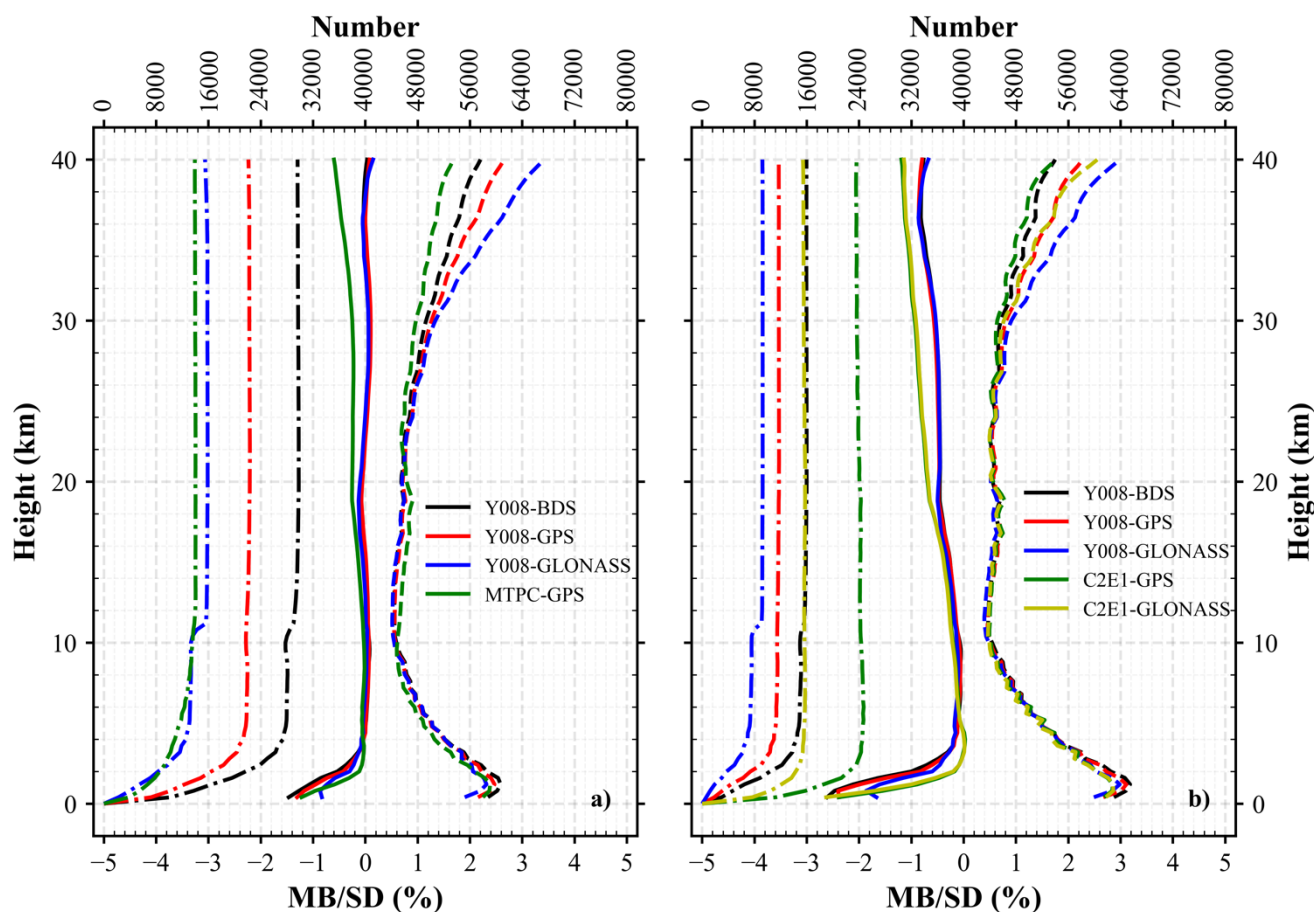 Number
Number
0 8000 16000 24000 32000 40000 48000 56000 64000 72000 80000
0 8000 16000 24000 32000 40000 48000 56000 64000 72000 80000
40
30
20
10
0
40
30
20
10
0
Height (km)
Height (km)
Y008-BDS
Y008-GPS
Y008-GLONASS
MTPC-GPS
Y008-BDS
Y008-GPS
Y008-GLONASS
C2E1-GPS
C2E1-GLONASS
a)
b)
−5 −4 −3 −2 −1 0 1 2 3 4 5
−5 −4 −3 −2 −1 0 1 2 3 4 5
MB/SD (%)
MB/SD (%)